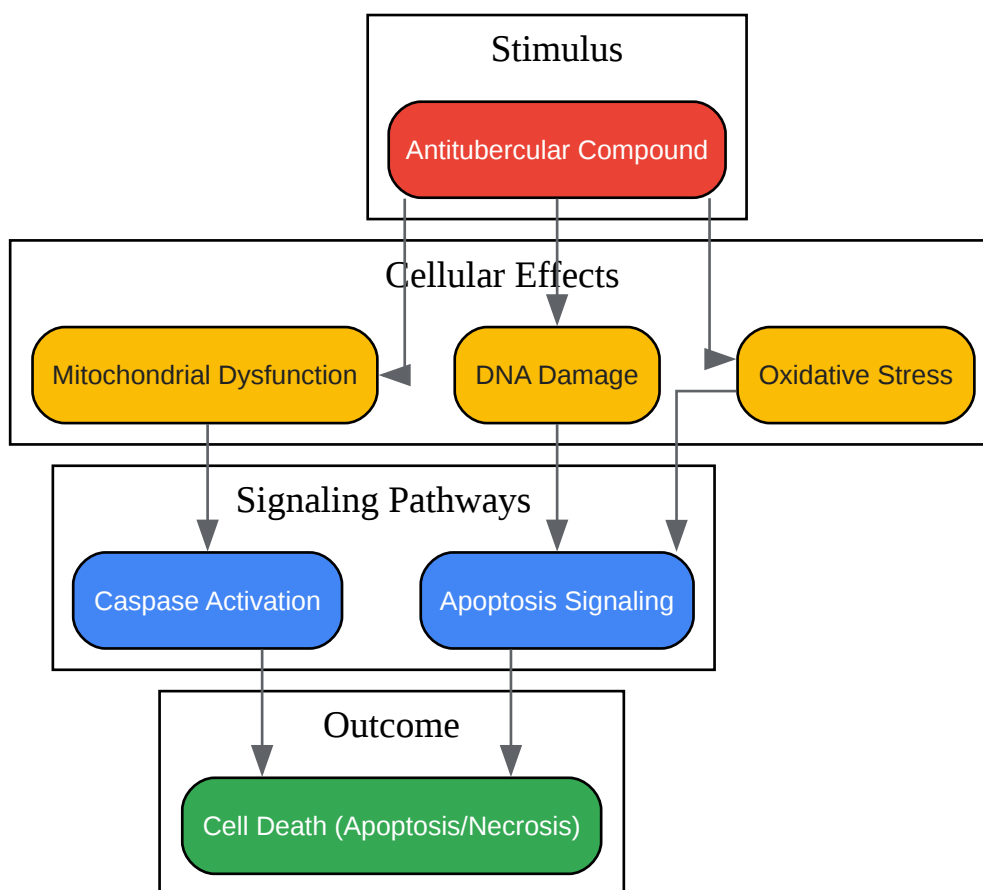 Stimulus
Antitubercular Compound
Cellular Effects
Mitochondrial Dysfunction
DNA Damage
Oxidative Stress
Signaling Pathways
Caspase Activation
Apoptosis Signaling
Outcome
Cell Death (Apoptosis/Necrosis)